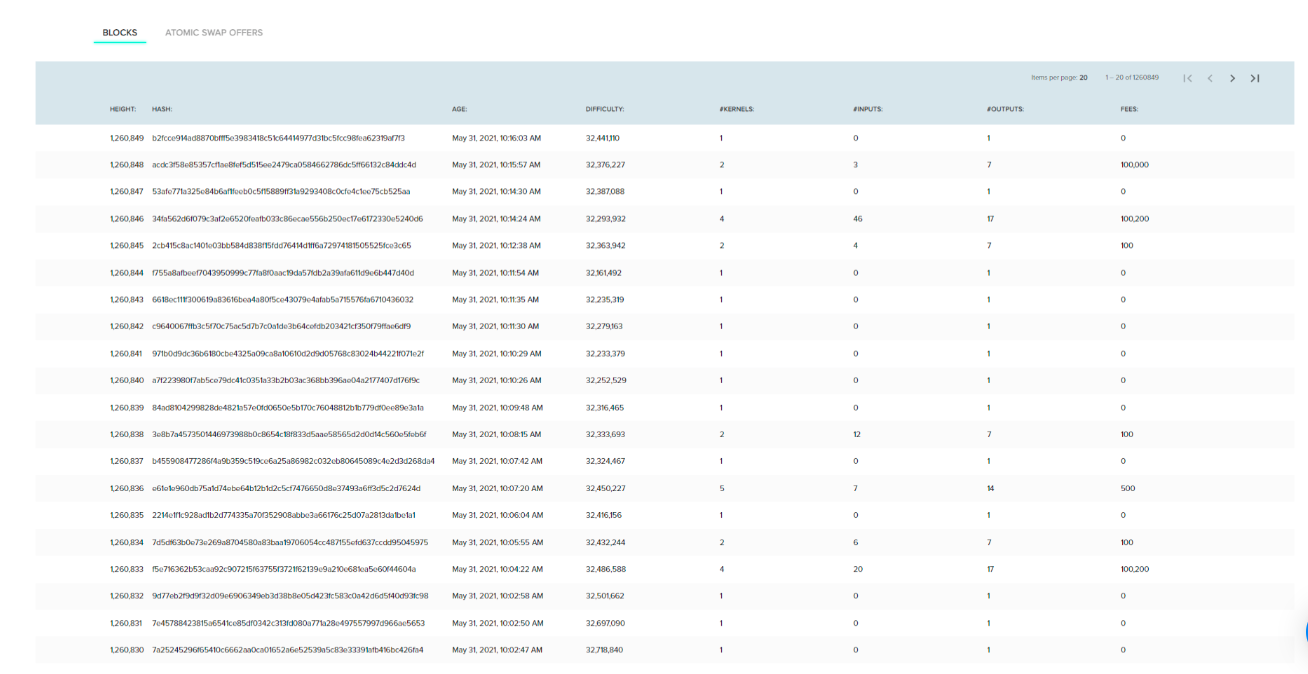 BLOCKS ATOMIC SWAP OFFERS
Items per page: 20 1 – 20 of 1260849
HEIGHT: HASH: AGE: DIFFICULTY: #KERNELS: #INPUTS: #OUTPUTS: FEES:
1,260,849 b2fcce914ad8870bfff5e3983418c51c64414977d31bc5fcc98fea62319af7f3 May 31, 2021, 10:16:03 AM 32,441,110 1 0 1 0
1,260,848 acdc3f58e85357cf1ae8fef5d515ee2479ca0584662786dc5ff66132c84ddc4d May 31, 2021, 10:15:57 AM 32,376,227 2 3 7 100,000
1,260,847 53afe771a325e84b6af1feeb0c5f15889ff31a9293408c0cfe4c1ee75cb525aa May 31, 2021, 10:14:30 AM 32,387,088 1 0 1 0
1,260,846 34fa562d6f079c3af2e6520feafb033c86ecae556b250ec17e6172330e5240d6 May 31, 2021, 10:14:24 AM 32,293,932 4 46 17 100,200
1,260,845 2cb415c8ac1401e03bb584d838f15fdd76414d1ff6a72974181505525fce3c65 May 31, 2021, 10:12:38 AM 32,363,942 2 4 7 100
1,260,844 f755a8afbeef7043950999c77fa8f0aac19da57fdb2a39afa611d9e6b447d40d May 31, 2021, 10:11:54 AM 32,161,492 1 0 1 0
1,260,843 6618ec111f300619a83616bea4a80f5ce43079e4afab5a715576fa6710436032 May 31, 2021, 10:11:35 AM 32,235,319 1 0 1 0
1,260,842 c9640067ffb3c5f70c75ac5d7b7c0a1de3b64cefdb203421cf350f79ffae6df9 May 31, 2021, 10:11:30 AM 32,279,163 1 0 1 0
1,260,841 971b0d9dc36b6180cbe4325a09ca8a10610d2d9d05768c83024b44221f071e2f May 31, 2021, 10:10:29 AM 32,233,379 1 0 1 0
1,260,840 a7f223980f7ab5ce79dc41c0351a33b2b03ac368bb396ae04a2177407d176f9c May 31, 2021, 10:10:26 AM 32,252,529 1 0 1 0
1,260,839 84ad8104299828de4821a57e0fd0650e5b170c76048812b1b779df0ee89e3a1a May 31, 2021, 10:09:48 AM 32,316,465 1 0 1 0
1,260,838 3e8b7a4573501446973988b0c8654c18f833d5aae58565d2d0d14c560e5feb6f May 31, 2021, 10:08:15 AM 32,333,693 2 12 7 100
1,260,837 b455908477286f4a9b359c519ce6a25a86982c032eb80645089c4e2d3d268da4 May 31, 2021, 10:07:42 AM 32,324,467 1 0 1 0
1,260,836 e61e1e960db75a1d74ebe64b12b1d2c5cf7476650d8e37493a6ff3d5c2d7624d May 31, 2021, 10:07:20 AM 32,450,227 5 7 14 500
1,260,835 2214e1f1c928ad1b2d774335a70f352908abbe3a66176c25d07a2813da1be1a1 May 31, 2021, 10:06:04 AM 32,416,156 1 0 1 0
1,260,834 7d5df63b0e73e269a8704580a83baa19706054cc487155efd637ccdd95045975 May 31, 2021, 10:05:55 AM 32,432,244 2 6 7 100
1,260,833 f5e716362b53caa92c907215f63755f3721f62139e9a210e681ea5e60f44604a May 31, 2021, 10:04:22 AM 32,486,588 4 20 17 100,200
1,260,832 9d77eb2f9d9f32d09e6906349eb3d38b8e05d423fc583c0a42d6d5f40d931c98 May 31, 2021, 10:02:58 AM 32,501,662 1 0 1 0
1,260,831 7e45788423815a6541ce85df0342c313fd080a771a28e497557997d966ae5653 May 31, 2021, 10:02:50 AM 32,697,090 1 0 1 0
1,260,830 7a25245296f65410c6662aa0ca01652a6e52539a5c83e33391afb416bc426fa4 May 31, 2021, 10:02:47 AM 32,718,840 1 0 1 0